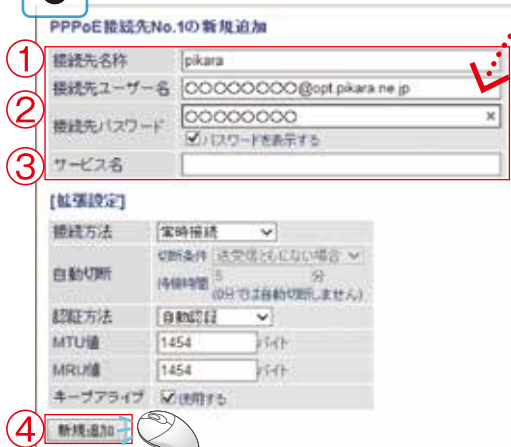 PPPoE接続先No.1の新規追加
① 接続先名称 pikara
接続先ユーザー名 〇〇〇〇〇〇〇〇@opt.pikara.ne.jp
② 接続先パスワード 〇〇〇〇〇〇〇〇 ×
パスワードを表示する
③ サービス名
[拡張設定]
接続方法 常時接続
自動切断 切断条件 送受信ともにない場合
待機時間 5 分
(0分では自動切断しません)
認証方法 自動認証
MTU値 1454 バイト
MRU値 1454 バイト
キープアライブ 使用する
④ 新規追加